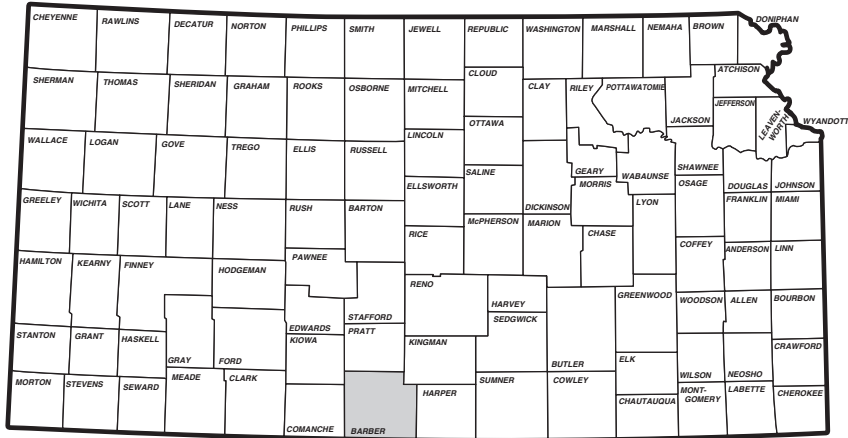 CHEYENNE
RAWLINS
DECATUR
NORTON
PHILLIPS
SMITH
JEWELL
REPUBLIC
WASHINGTON
MARSHALL
NEMAHA
BROWN
DONIPHAN
SHERMAN
THOMAS
SHERIDAN
GRAHAM
ROOKS
OSBORNE
MITCHELL
CLOUD
CLAY
RILEY
POTTAWATOMIE
JACKSON
ATCHISON
JEFFERSON
LEAVEN-
WORTH
WYANDOTT
WALLACE
LOGAN
GOVE
TREGO
ELLIS
RUSSELL
LINCOLN
OTTAWA
SALINE
DICKINSON
GEARY
MORRIS
WABAUNSE
SHAWNEE
OSAGE
DOUGLAS
JOHNSON
GREELEY
WICHITA
SCOTT
LANE
NESS
RUSH
BARTON
ELLSWORTH
RICE
McPHERSON
MARION
CHASE
LYON
COFFEY
FRANKLIN
MIAMI
ANDERSON
LINN
HAMILTON
KEARNY
FINNEY
HODGEMAN
PAWNEE
STAFFORD
RENO
HARVEY
SEDGWICK
BUTLER
GREENWOOD
WOODSON
ALLEN
BOURBON
STANTON
GRANT
HASKELL
GRAY
FORD
EDWARDS
KIOWA
PRATT
KINGMAN
ELK
WILSON
NEOSHO
CRAWFORD
MORTON
STEVENS
SEWARD
MEADE
CLARK
COMANCHE
BARBER
HARPER
SUMNER
COWLEY
CHAUTAUQUA
MONT-
GOMERY
LABETTE
CHEROKEE